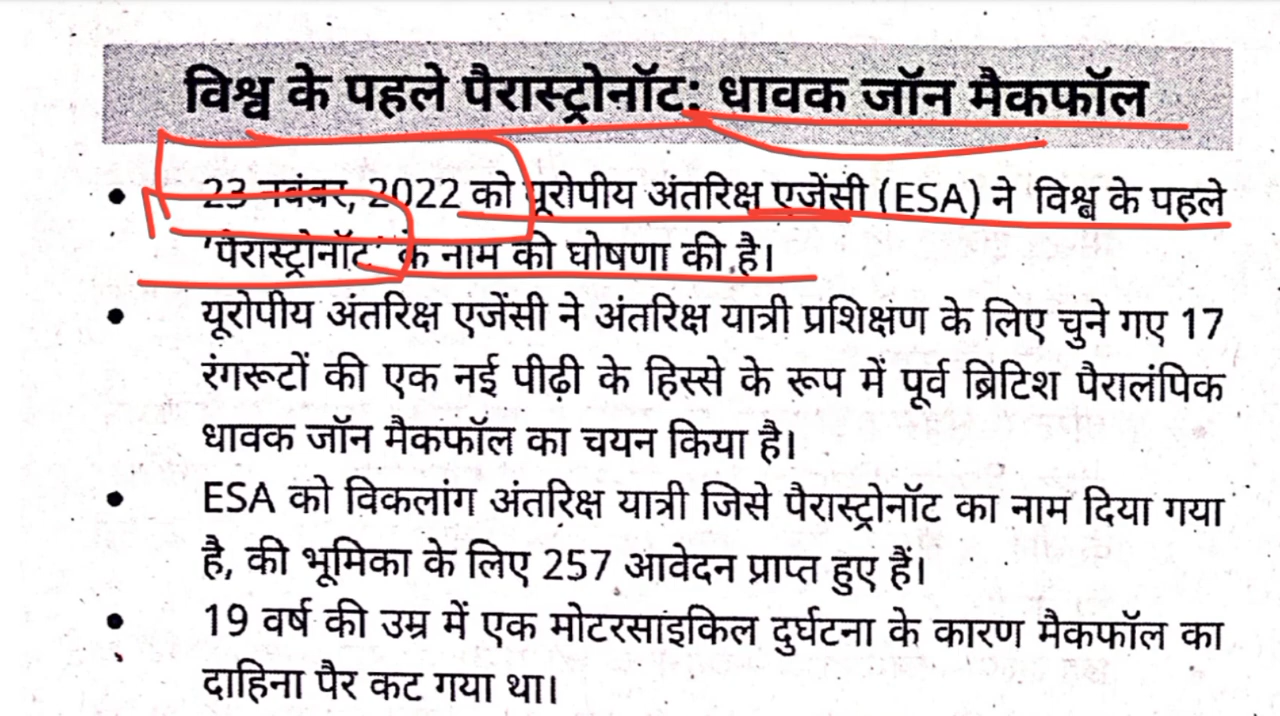 विश्व के पहले पैरास्ट्रोनॉट: धावक जॉन मैकफॉल
• 23 नवंबर, 2022 को यूरोपीय अंतरिक्ष एजेंसी (ESA) ने विश्व के पहले
'पैरास्ट्रोनॉट' के नाम की घोषणा की है।
• यूरोपीय अंतरिक्ष एजेंसी ने अंतरिक्ष यात्री प्रशिक्षण के लिए चुने गए 17
रंगरूटों की एक नई पीढ़ी के हिस्से के रूप में पूर्व ब्रिटिश पैरालंपिक
धावक जॉन मैकफॉल का चयन किया है।
• ESA को विकलांग अंतरिक्ष यात्री जिसे पैरास्ट्रोनॉट का नाम दिया गया
है, की भूमिका के लिए 257 आवेदन प्राप्त हुए हैं।
• 19 वर्ष की उम्र में एक मोटरसाइकिल दुर्घटना के कारण मैकफॉल का
दाहिना पैर कट गया था।